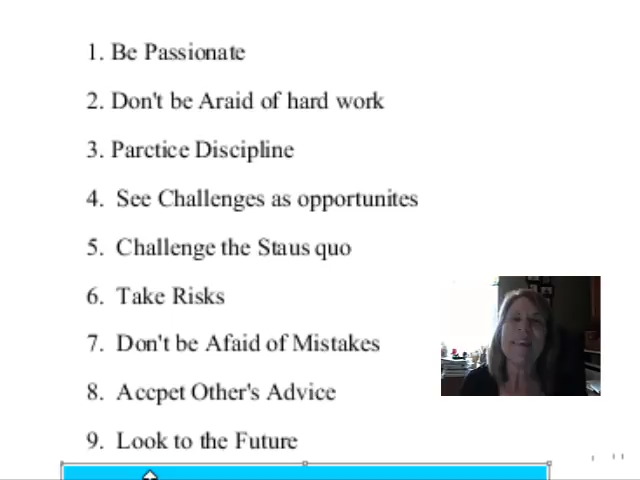 1. Be Passionate
2. Don't be Araid of hard work
3. Parctice Discipline
4. See Challenges as opportunites
5. Challenge the Staus quo
6. Take Risks
7. Don't be Afaid of Mistakes
8. Accpet Other's Advice
9. Look to the Future